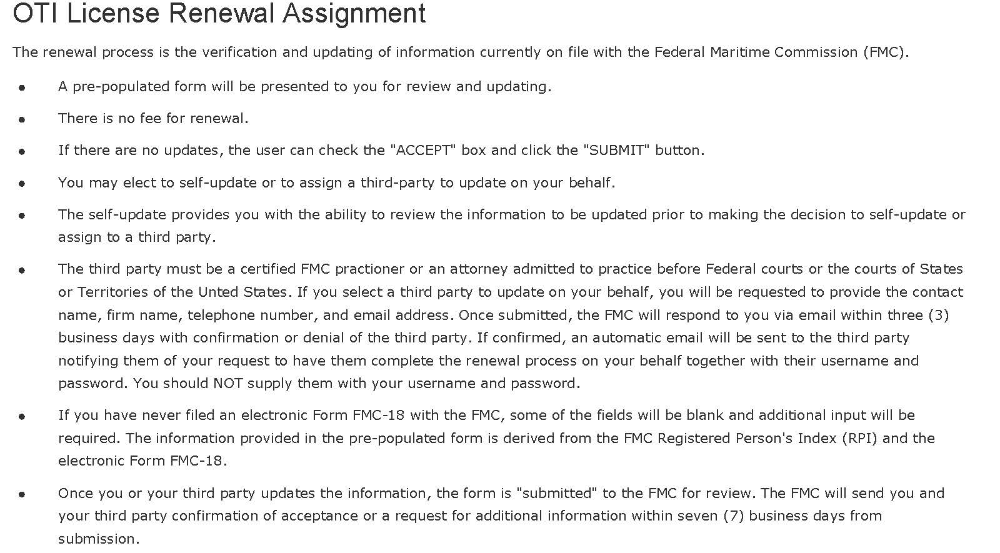 OTI License Renewal Assignment
The renewal process is the verification and updating of information currently on file with the Federal Maritime Commission (FMC).
● A pre-populated form will be presented to you for review and updating.
● There is no fee for renewal.
● If there are no updates, the user can check the "ACCEPT" box and click the "SUBMIT" button.
● You may elect to self-update or to assign a third-party to update on your behalf.
● The self-update provides you with the ability to review the information to be updated prior to making the decision to self-update or
assign to a third party.
● The third party must be a certified FMC practioner or an attorney admitted to practice before Federal courts or the courts of States
or Territories of the Unted States. If you select a third party to update on your behalf, you will be requested to provide the contact
name, firm name, telephone number, and email address. Once submitted, the FMC will respond to you via email within three (3)
business days with confirmation or denial of the third party. If confirmed, an automatic email will be sent to the third party
notifying them of your request to have them complete the renewal process on your behalf together with their username and
password. You should NOT supply them with your username and password.
● If you have never filed an electronic Form FMC-18 with the FMC, some of the fields will be blank and additional input will be
required. The information provided in the pre-populated form is derived from the FMC Registered Person's Index (RPI) and the
electronic Form FMC-18.
● Once you or your third party updates the information, the form is "submitted" to the FMC for review. The FMC will send you and
your third party confirmation of acceptance or a request for additional information within seven (7) business days from
submission.